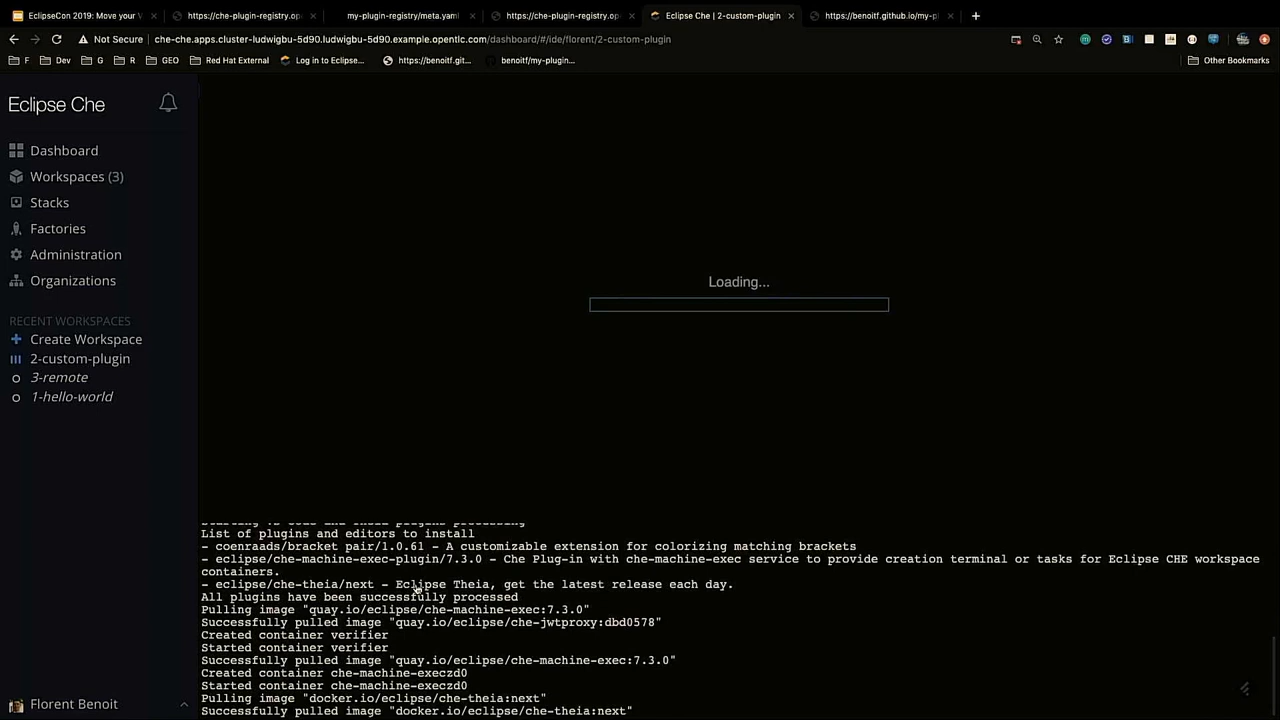 EclipseCon 2019: Move your V
https://che-plugin-registry.op
my-plugin-registry/meta.yaml
https://che-plugin-registry.op
Eclipse Che | 2-custom-plugin
https://benoitf.github.io/my-pl
Not Secure
che-che.apps.cluster-ludwigbu-5d90.ludwigbu-5d90.example.opentlc.com/dashboard/#/ide/florent/2-custom-plugin
F
Dev
G
R
GEO
Red Hat External
Log in to Eclipse...
https://benoitf.git...
benoitf/my-plugin...
Other Bookmarks
Eclipse Che
Dashboard
Workspaces (3)
Stacks
Factories
Administration
Organizations
RECENT WORKSPACES
Create Workspace
2-custom-plugin
3-remote
1-hello-world
Florent Benoit
Loading...
List of plugins and editors to install
- coenraads/bracket pair/1.0.61 - A customizable extension for colorizing matching brackets
- eclipse/che-machine-exec-plugin/7.3.0 - Che Plug-in with che-machine-exec service to provide creation terminal or tasks for Eclipse CHE workspace
containers.
- eclipse/che-theia/next - Eclipse Theia, get the latest release each day.
All plugins have been successfully processed
Pulling image "quay.io/eclipse/che-machine-exec:7.3.0"
Successfully pulled image "quay.io/eclipse/che-jwtproxy:dbd0578"
Created container verifier
Started container verifier
Successfully pulled image "quay.io/eclipse/che-machine-exec:7.3.0"
Created container che-machine-execzd0
Started container che-machine-execzd0
Pulling image "docker.io/eclipse/che-theia:next"
Successfully pulled image "docker.io/eclipse/che-theia:next"